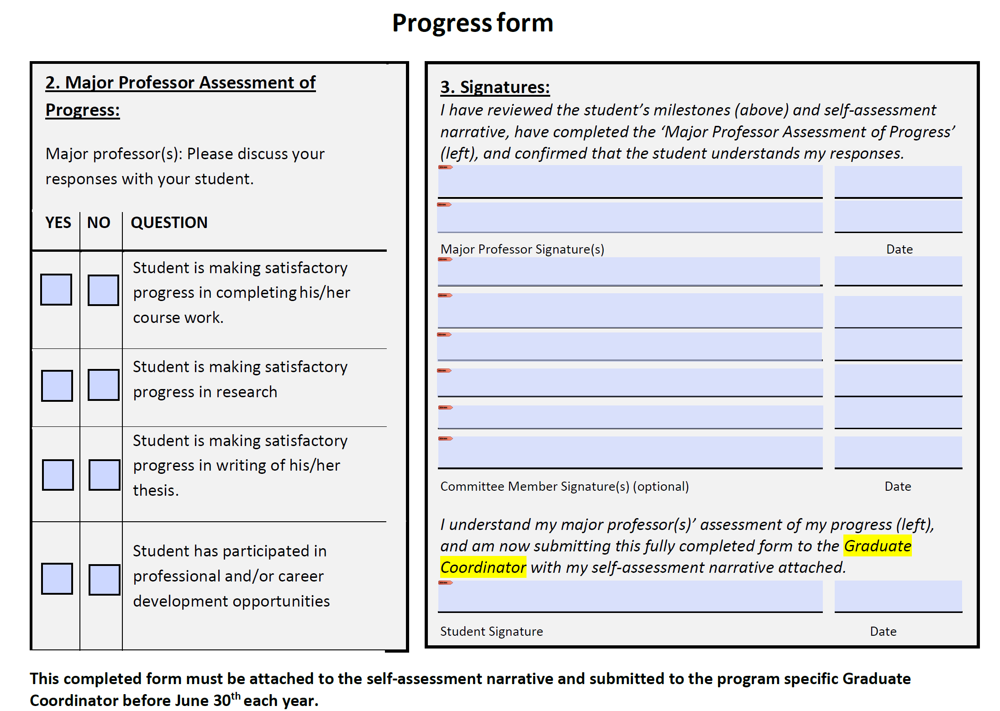 Progress form
2. Major Professor Assessment of
Progress:
Major professor(s): Please discuss your
responses with your student.
YES NO QUESTION
Student is making satisfactory
progress in completing his/her
course work.
Student is making satisfactory
progress in research
Student is making satisfactory
progress in writing of his/her
thesis.
Student has participated in
professional and/or career
development opportunities
3. Signatures:
I have reviewed the student’s milestones (above) and self-assessment
narrative, have completed the ‘Major Professor Assessment of Progress’
(left), and confirmed that the student understands my responses.
Major Professor Signature(s) Date
Committee Member Signature(s) (optional) Date
I understand my major professor(s)’ assessment of my progress (left),
and am now submitting this fully completed form to the Graduate
Coordinator with my self-assessment narrative attached.
Student Signature Date
This completed form must be attached to the self-assessment narrative and submitted to the program specific Graduate
Coordinator before June 30th each year.